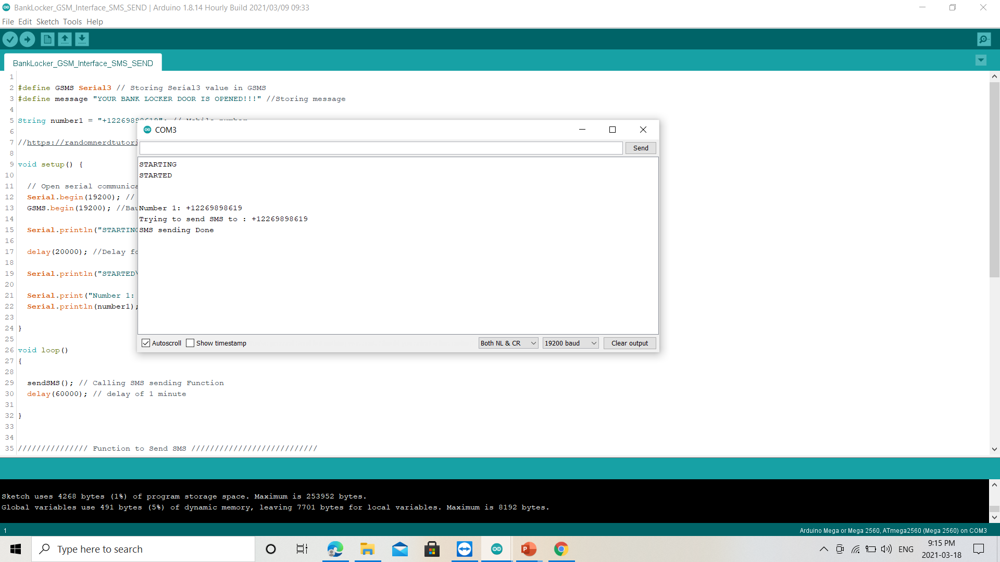 BankLocker_GSM_Interface_SMS_SEND | Arduino 1.8.14 Hourly Build 2021/03/09 09:33
File Edit Sketch Tools Help
BankLocker_GSM_Interface_SMS_SEND
1
2 #define GSMS Serial3 // Storing Serial3 value in GSMS
3 #define message "YOUR BANK LOCKER DOOR IS OPENED!!!" //Storing message
4
5 String number1 = "+12269898619"; // Mobile number
6
7 //https://randomnerdtutori
8
9 void setup() {
10
11 // Open serial communica
12 Serial.begin(19200); //
13 GSMS.begin(19200); //Bau
14
15 Serial.println("STARTING
16
17 delay(20000); //Delay fo
18
19 Serial.println("STARTED\
20
21 Serial.print("Number 1:
22 Serial.println(number1);
23
24 }
25
26 void loop()
27 {
28
29 sendSMS(); // Calling SMS sending Function
30 delay(60000); // delay of 1 minute
31
32 }
33
34
35 /////////////// Function to Send SMS ///////////////////////////
COM3
Send
STARTING
STARTED
Number 1: +12269898619
Trying to send SMS to : +12269898619
SMS sending Done
Autoscroll Show timestamp Both NL & CR 19200 baud Clear output
Sketch uses 4268 bytes (1%) of program storage space. Maximum is 253952 bytes.
Global variables use 491 bytes (5%) of dynamic memory, leaving 7701 bytes for local variables. Maximum is 8192 bytes.
1 Arduino Mega or Mega 2560, ATmega2560 (Mega 2560) on COM3
Type here to search
ENG
9:15 PM
2021-03-18